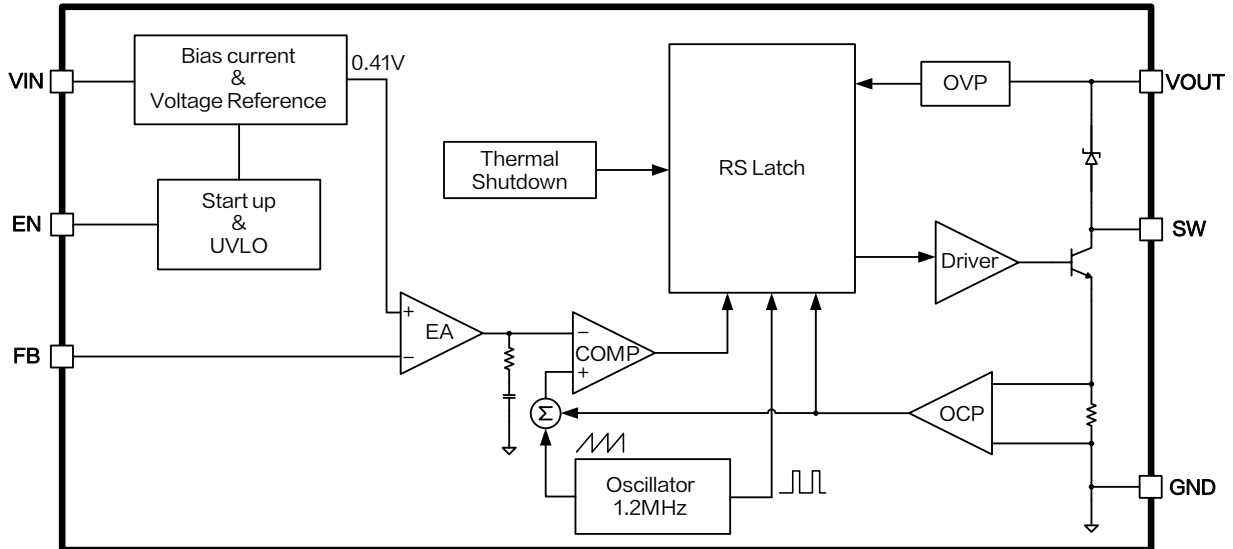 Bias current
&
Voltage Reference
0.41V
VIN
OVP
VOUT
Thermal
Shutdown
RS Latch
Start up
&
UVLO
EN
SW
Driver
+
EA
−
FB
−
COMP
+
Σ
OCP
Oscillator
1.2MHz
GND